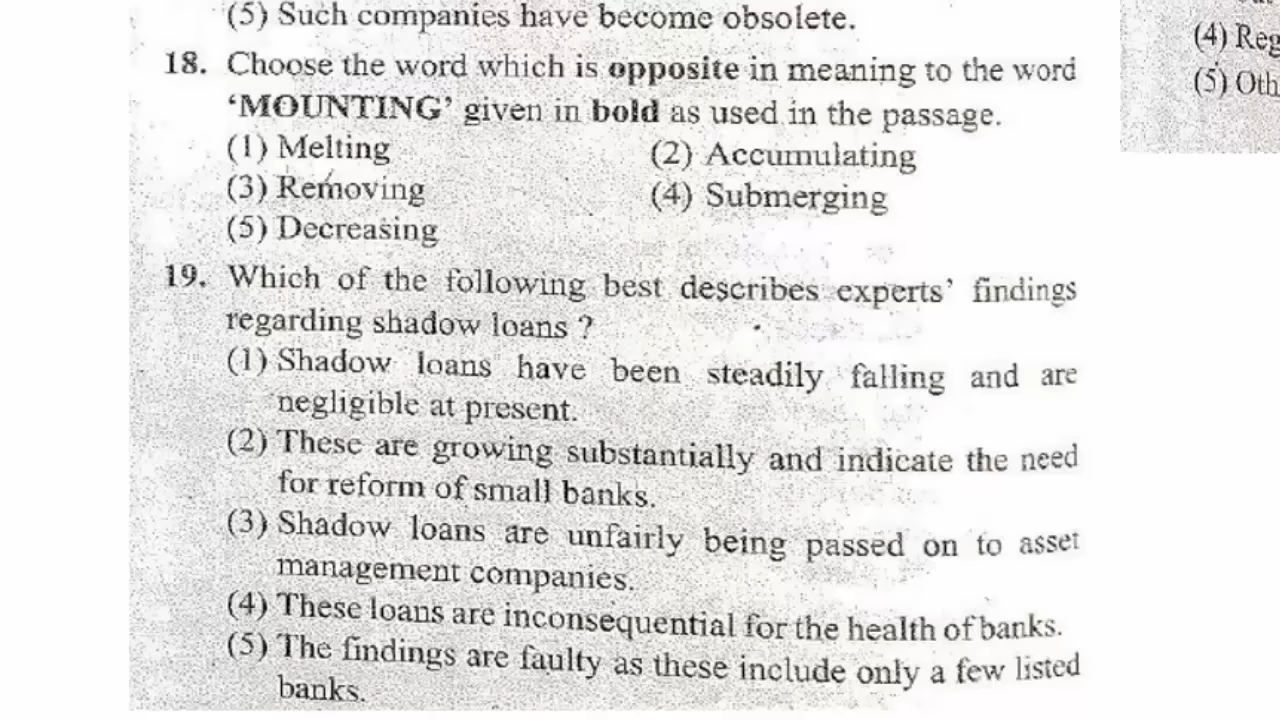 (5) Such companies have become obsolete.
18. Choose the word which is opposite in meaning to the word
‘MOUNTING’ given in bold as used in the passage.
(1) Melting (2) Accumulating
(3) Removing (4) Submerging
(5) Decreasing
19. Which of the following best describes experts’ findings
regarding shadow loans ?
(1) Shadow loans have been steadily falling and are
negligible at present.
(2) These are growing substantially and indicate the need
for reform of small banks.
(3) Shadow loans are unfairly being passed on to asset
management companies.
(4) These loans are inconsequential for the health of banks.
(5) The findings are faulty as these include only a few listed
banks.
(4) Reg
(5) Oth